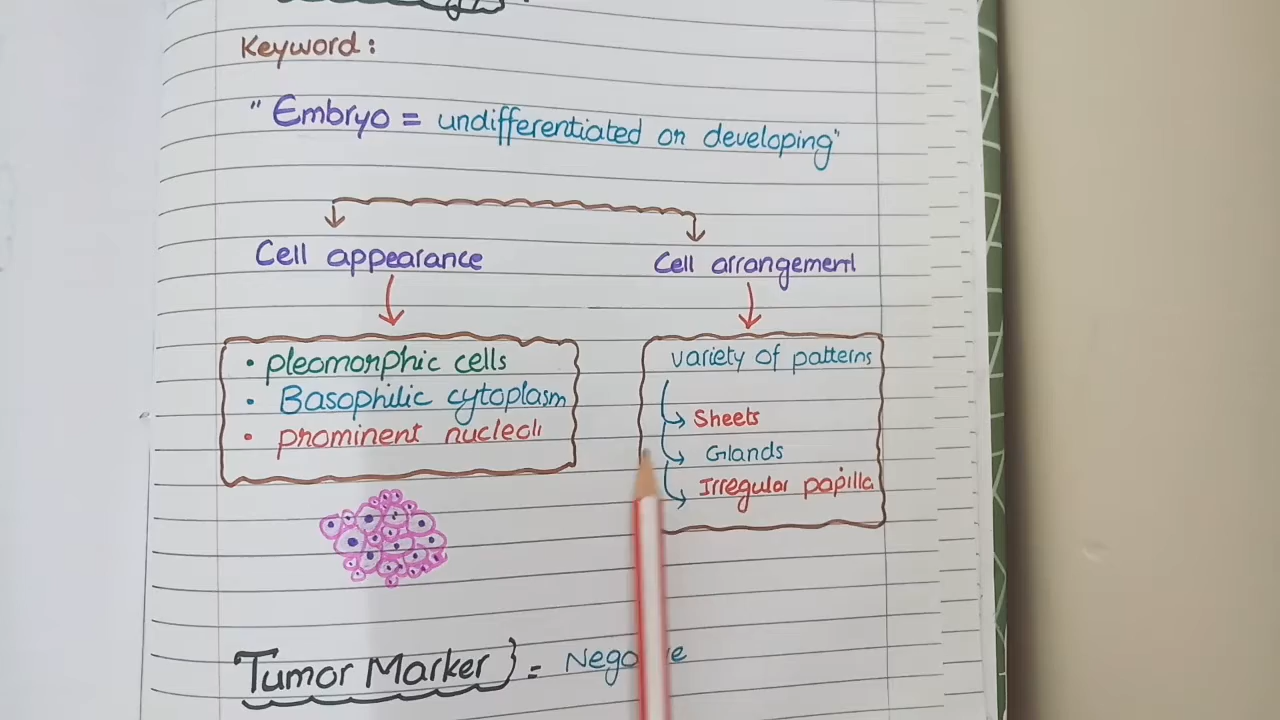 Keyword:
" Embryo = undifferentiated or developing"
Cell appearance
Cell arrangement
• pleomorphic cells
• Basophilic cytoplasm
• prominent nucleoli
variety of patterns
Sheets
Glands
Irregular papilla
Tumor Marker } =